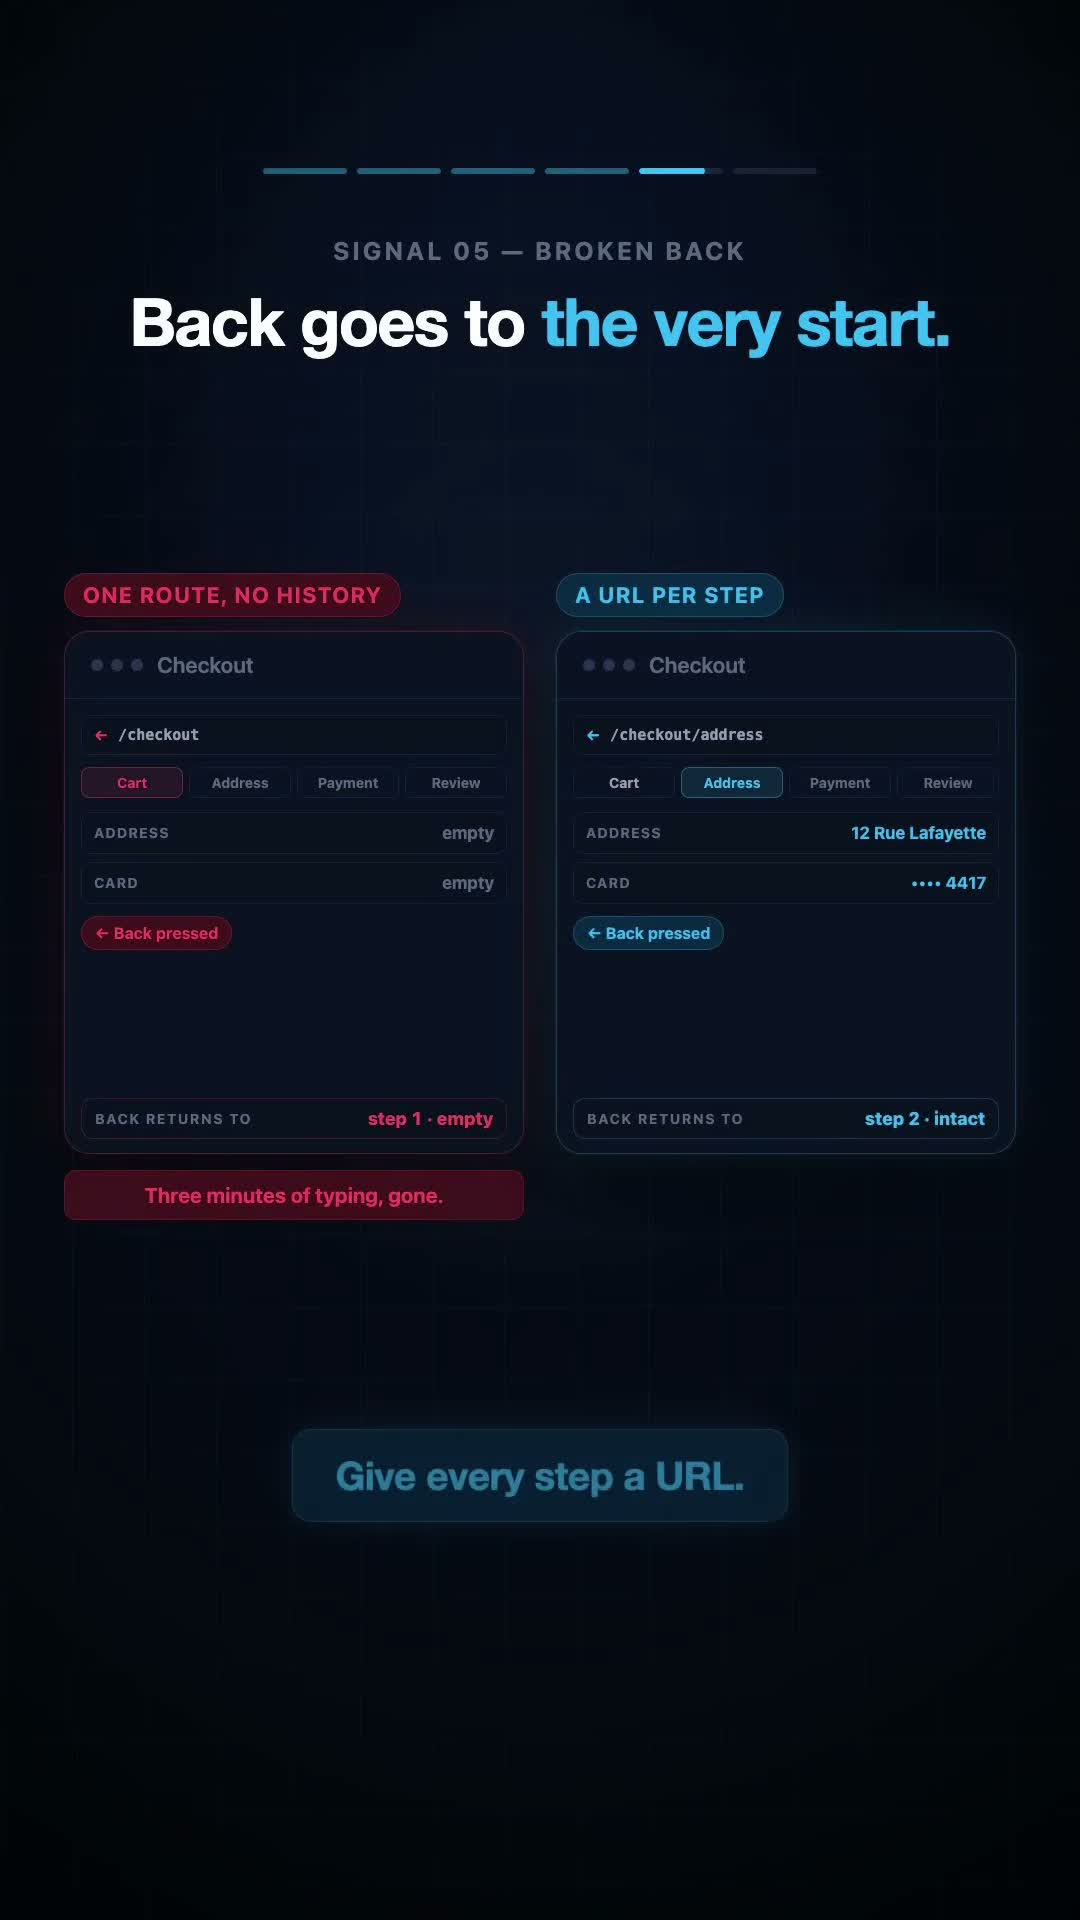 SIGNAL 05 — BROKEN BACK
Back goes to the very start.
ONE ROUTE, NO HISTORY
Checkout
← /checkout
Cart Address Payment Review
ADDRESS empty
CARD empty
← Back pressed
BACK RETURNS TO step 1 · empty
Three minutes of typing, gone.
A URL PER STEP
Checkout
← /checkout/address
Cart Address Payment Review
ADDRESS 12 Rue Lafayette
CARD •••• 4417
← Back pressed
BACK RETURNS TO step 2 · intact
Give every step a URL.